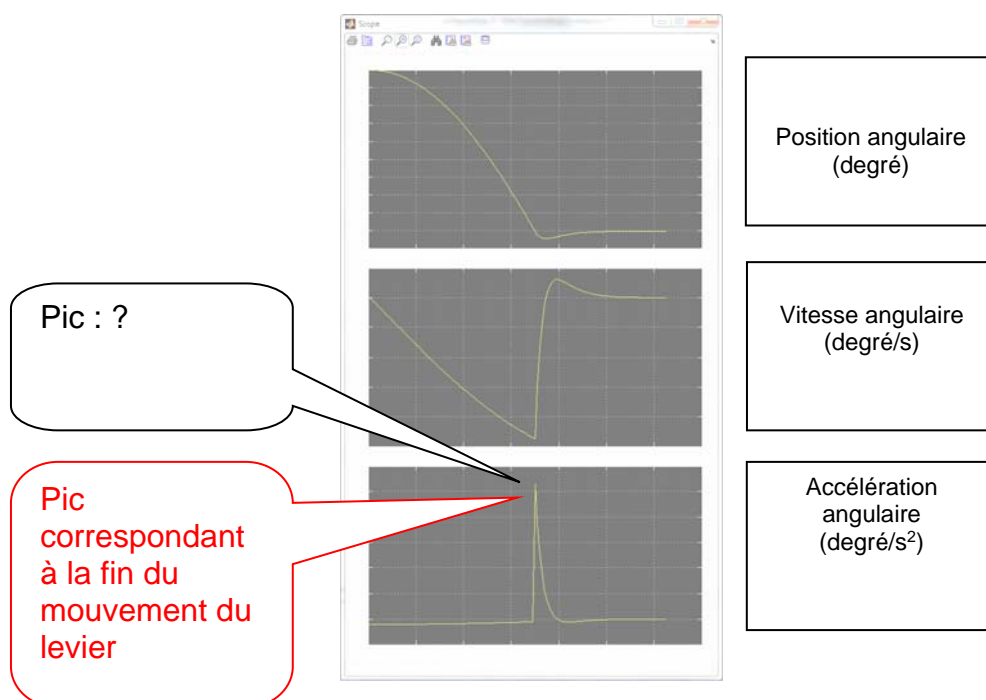 Scope
Position angulaire
(degré)
Pic : ?
Vitesse angulaire
(degré/s)
Pic
correspondant
à la fin du
mouvement du
levier
Accélération
angulaire
(degré/s²)